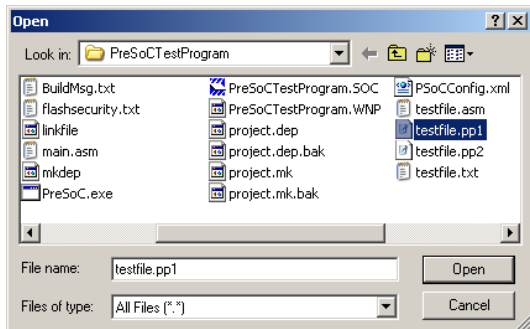 Open
Look in: PreSoCTestProgram
BuildMsg.txt PreSoCTestProgram.SOC PSoCConfig.xml
flashsecurity.txt PreSoCTestProgram.WNP testfile.asm
linkfile project.dep testfile.pp1
main.asm project.dep.bak testfile.pp2
mkdep project.mk testfile.txt
PreSoC.exe project.mk.bak
File name: testfile.pp1 Open
Files of type: All Files (*.*) Cancel